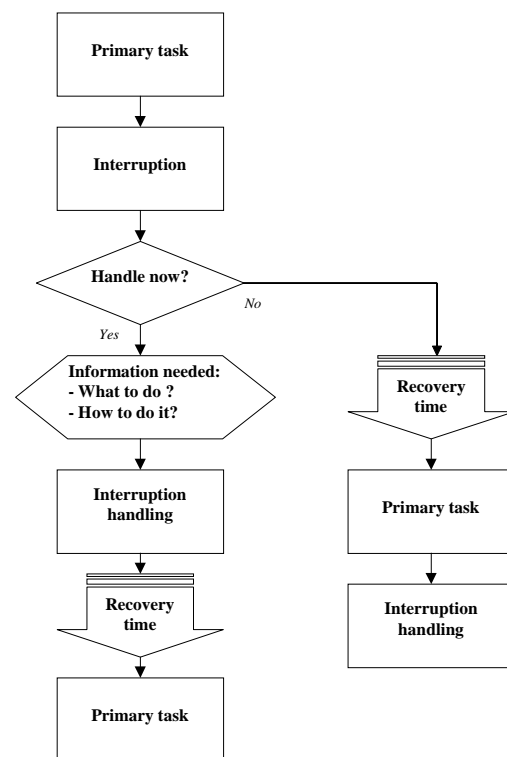 Primary task
Interruption
Handle now?
No
Yes
Information needed:
- What to do ?
- How to do it?
Interruption
handling
Recovery
time
Primary task
Recovery
time
Primary task
Interruption
handling